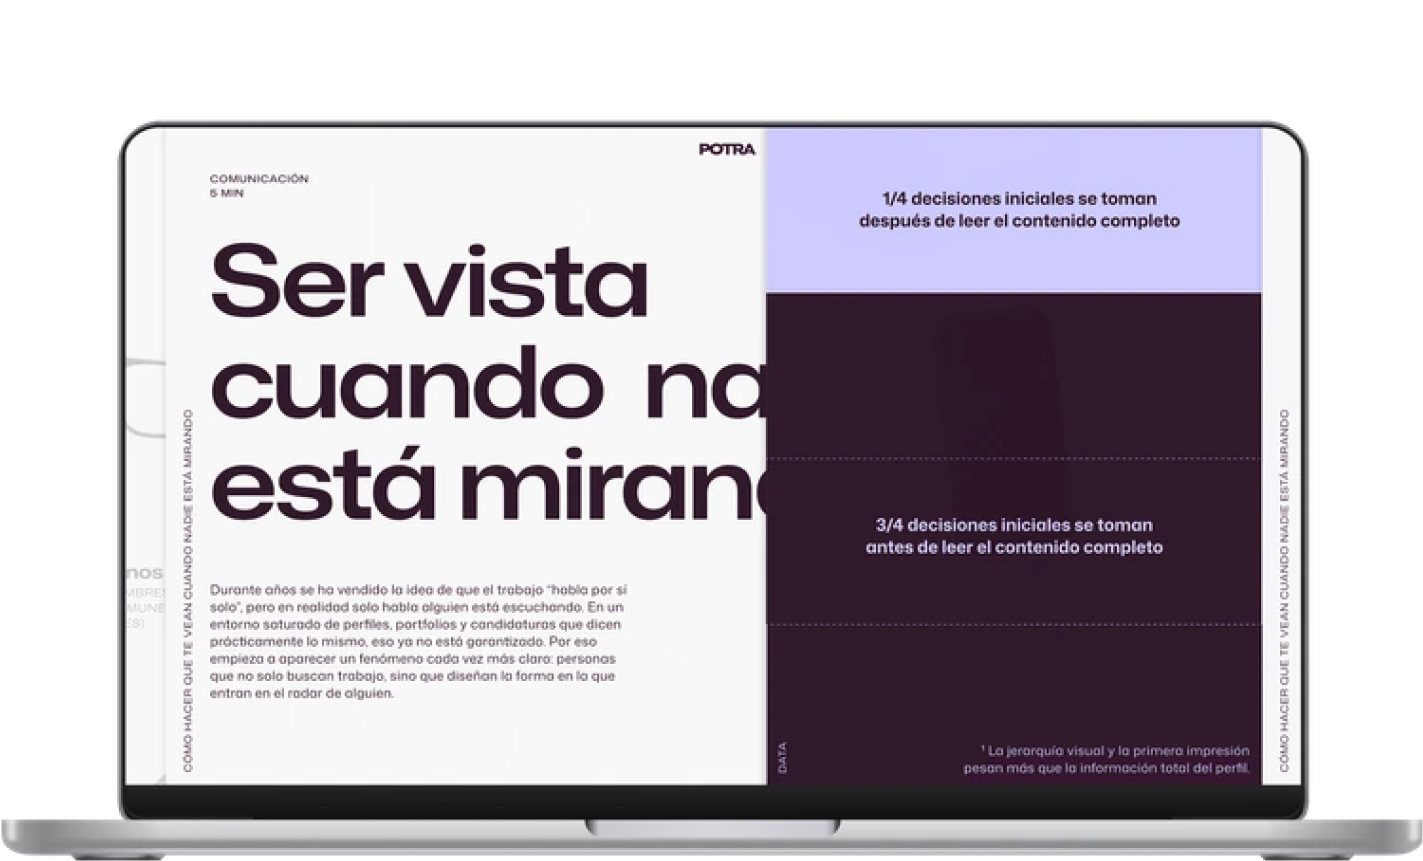 POTRA
COMUNICACIÓN
5 MIN
Ser vista
cuando na
está miran
Durante años se ha vendido la idea de que el trabajo “habla por sí
solo”, pero en realidad solo habla alguien está escuchando. En un
entorno saturado de perfiles, portfolios y candidaturas que dicen
prácticamente lo mismo, eso ya no está garantizado. Por eso
empieza a aparecer un fenómeno cada vez más claro: personas
que no solo buscan trabajo, sino que diseñan la forma en la que
entran en el radar de alguien.
CÓMO HACER QUE TE VEAN CUANDO NADIE ESTÁ MIRANDO
nos
MBRES
MUNE
ES)
1/4 decisiones iniciales se toman
después de leer el contenido completo
3/4 decisiones iniciales se toman
antes de leer el contenido completo
DATA
¹ La jerarquía visual y la primera impresión
pesan más que la información total del perfil.
CÓMO HACER QUE TE VEAN CUANDO NADIE ESTÁ MIRANDO